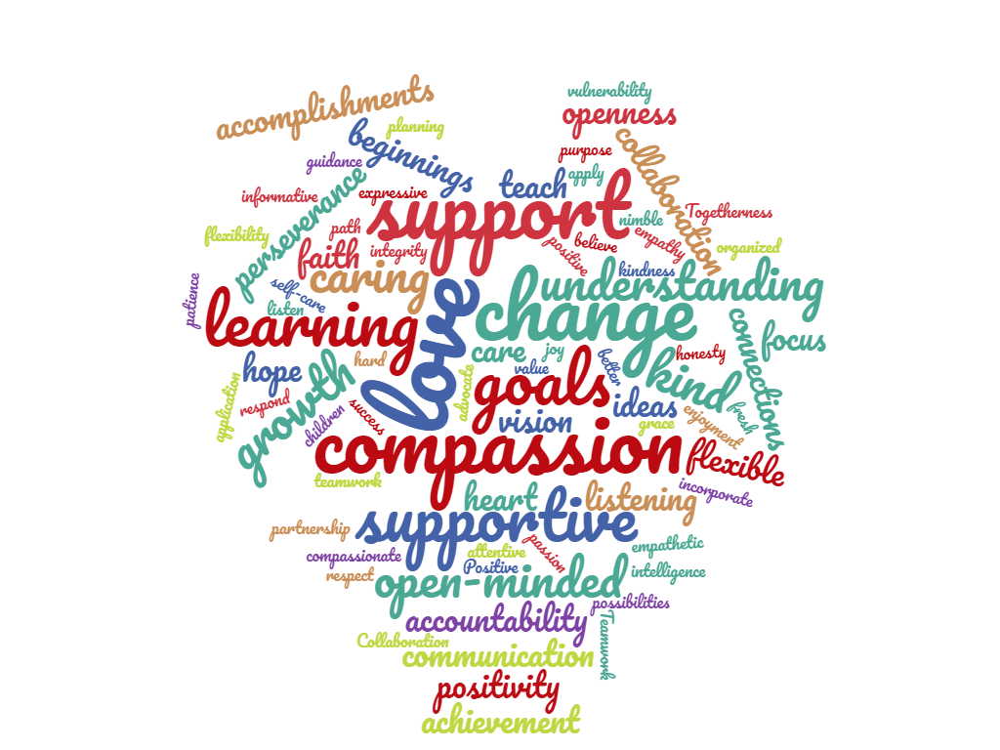 accomplishments
vulnerability
openness
planning
beginnings
collaboration
purpose
guidance
apply
teach
perseverance
expressive
informative
support
Togetherness
nimble
path
flexibility
empathy
believe
positive
organized
integrity
faith
caring
kindness
understanding
self-care
patience
listen
learning
love
change
connections
focus
care
joy
honesty
hard
hope
value
better
kind
growth
advocate
goals
application
respond
ideas
fresh
enjoyment
children
success
vision
grace
compassion
flexible
teamwork
incorporate
heart
listening
supportive
partnership
passion
empathetic
compassionate
attentive
Positive
intelligence
respect
open-minded
possibilities
accountability
Teamwork
Collaboration
communication
positivity
achievement